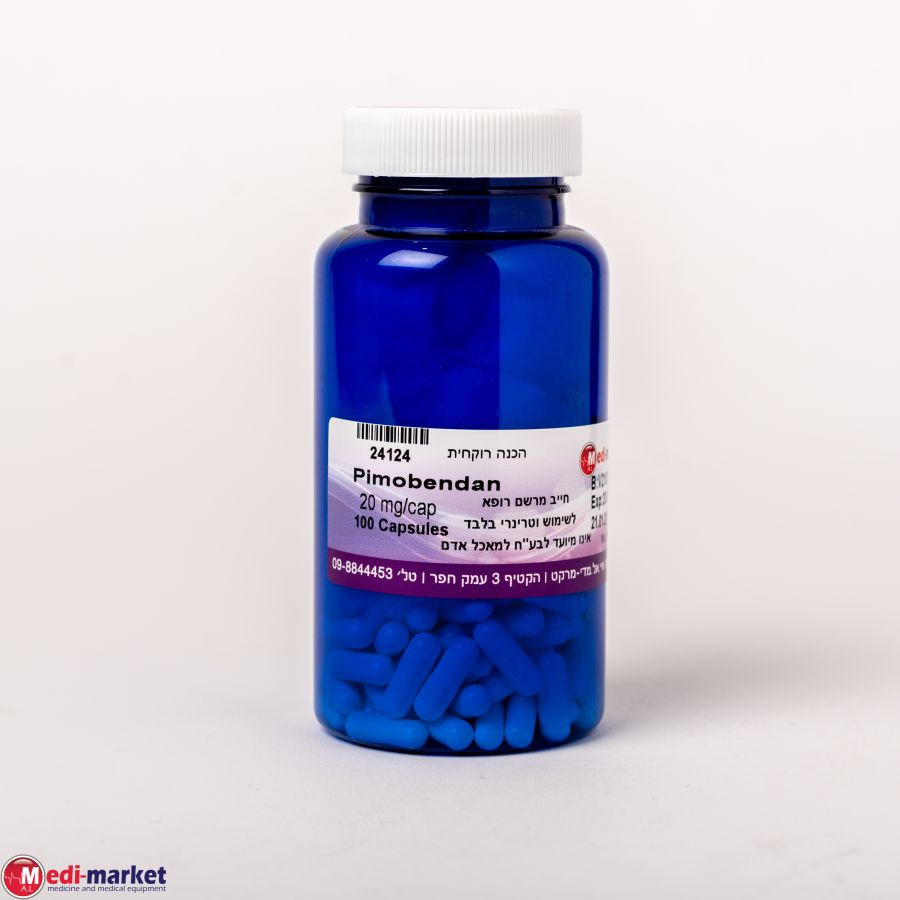 24124
הכנה רוקחית
Pimobendan
20 mg/cap
חייב מרשם רופא
100 Capsules
לשימוש וטרינרי בלבד
אינו מיועד לבע"ח למאכל אדם
אל.מדי-מרקט | הקטיף 3 עמק חפר | טל' 09-8844453
Medi-market
A.L
medicine and medical equipment